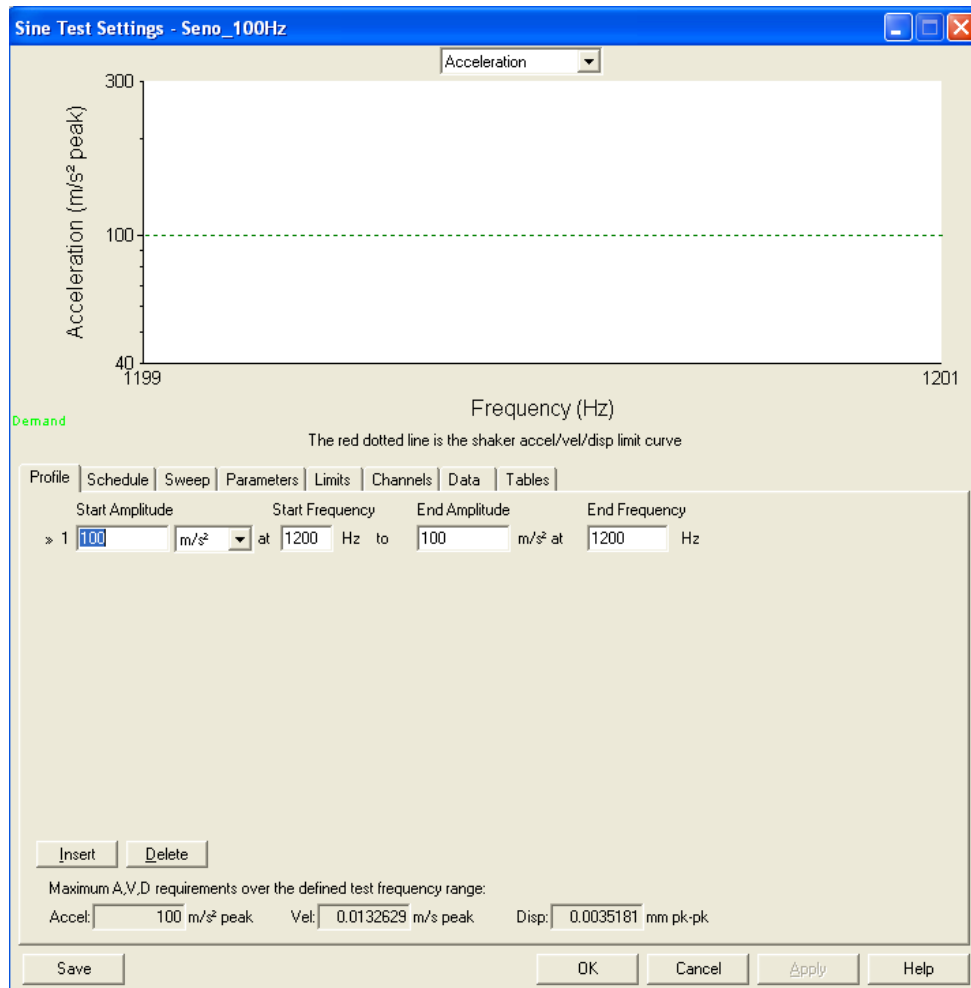 Sine Test Settings - Seno_100Hz
Acceleration
300
100
40
Acceleration (m/s² peak)
1199 1201
Frequency (Hz)
Demand
The red dotted line is the shaker accel/vel/disp limit curve
Profile Schedule Sweep Parameters Limits Channels Data Tables
Start Amplitude Start Frequency End Amplitude End Frequency
» 1 100 m/s² at 1200 Hz to 100 m/s² at 1200 Hz
Insert Delete
Maximum A,V,D requirements over the defined test frequency range:
Accel: 100 m/s² peak Vel: 0.0132629 m/s peak Disp: 0.0035181 mm pk-pk
Save OK Cancel Apply Help